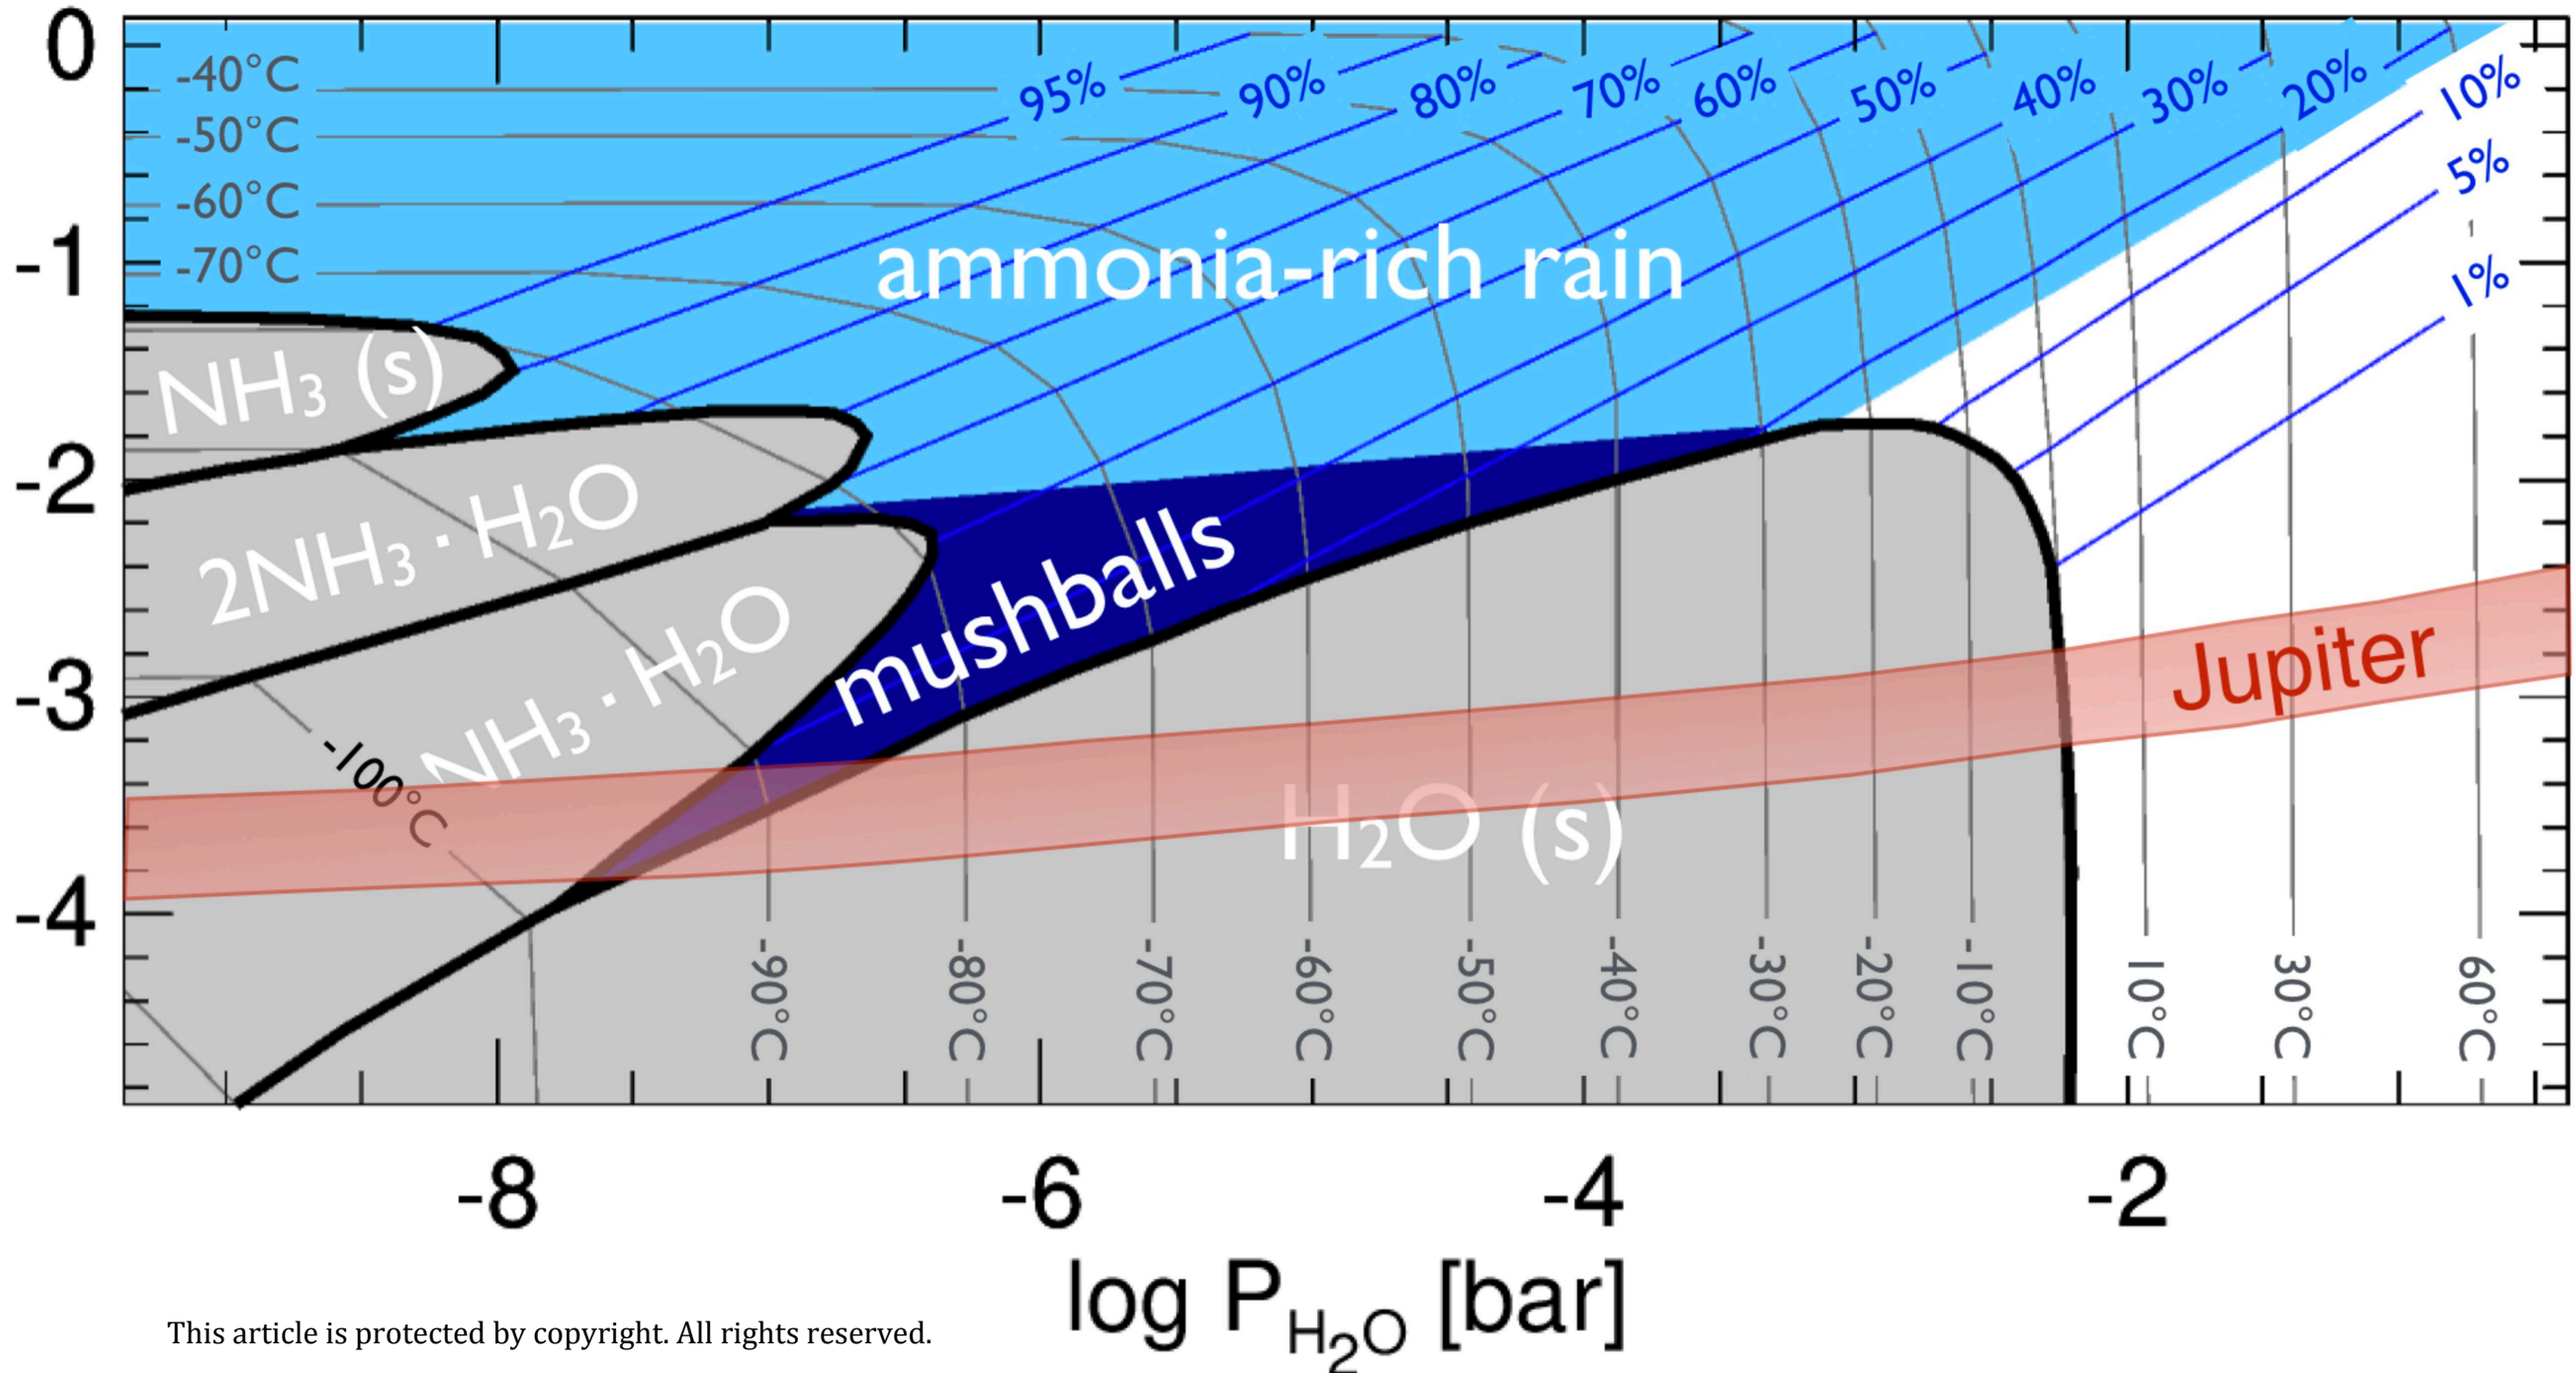 0
-1
-2
-3
-4
-40°C
-50°C
-60°C
-70°C
95%
90%
80%
70%
60%
50%
40%
30%
20%
10%
5%
1%
ammonia-rich rain
NH₃ (s)
2NH₃ · H₂O
NH₃ · H₂O
mushballs
-100°C
Jupiter
H₂O (s)
-90°C
-80°C
-70°C
-60°C
-50°C
-40°C
-30°C
-20°C
-10°C
10°C
30°C
60°C
-8
-6
-4
-2
log P_H₂O [bar]
This article is protected by copyright. All rights reserved.